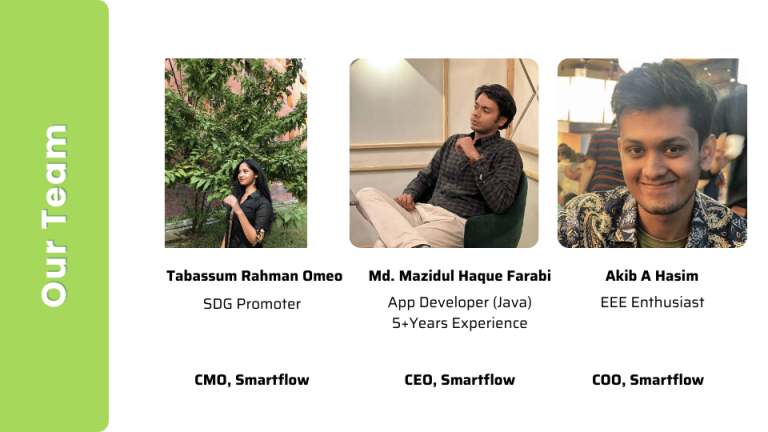 Our Team
Tabassum Rahman Omeo
SDG Promoter
CMO, Smartflow
Md. Mazidul Haque Farabi
App Developer (Java)
5+Years Experience
CEO, Smartflow
Akib A Hasim
EEE Enthusiast
COO, Smartflow